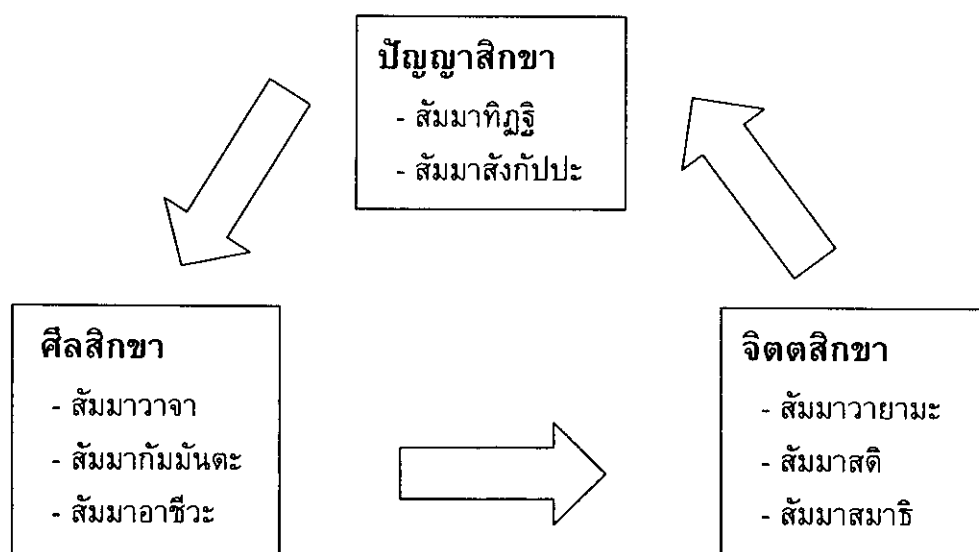 ปัญญาสิกขา
- สัมมาทิฏฐิ
- สัมมาสังกัปปะ
ศีลสิกขา
- สัมมาวาจา
- สัมมากัมมันตะ
- สัมมาอาชีวะ
จิตตสิกขา
- สัมมาวายามะ
- สัมมาสติ
- สัมมาสมาธิ